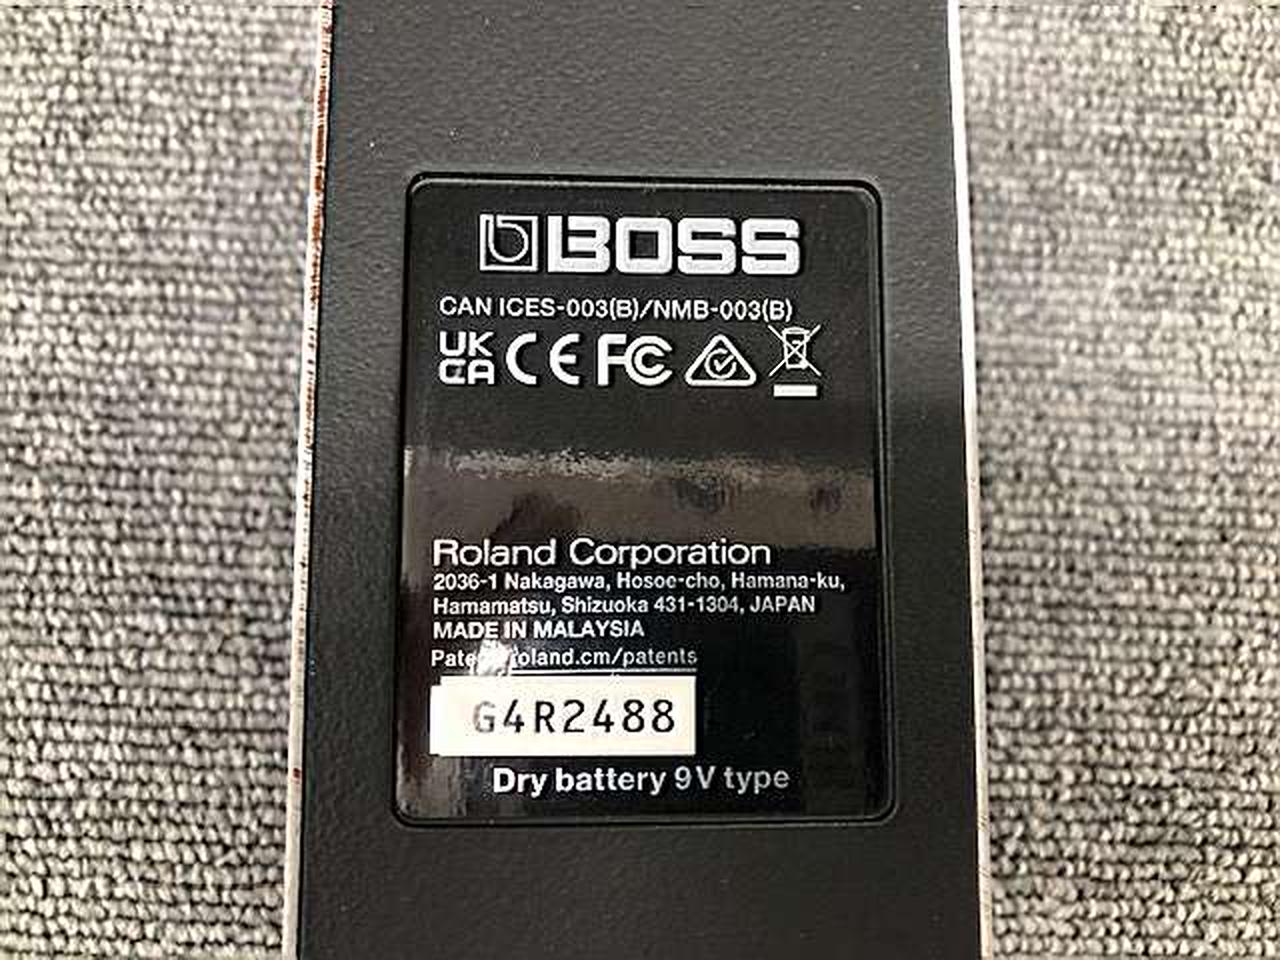 BOSS
CAN ICES-003(B)/NMB-003(B)
UK CA CE FC
Roland Corporation
2036-1 Nakagawa, Hosoe-cho, Hamana-ku,
Hamamatsu, Shizuoka 431-1304, JAPAN
MADE IN MALAYSIA
roland.cm/patents
G4R2488
Dry battery 9V type